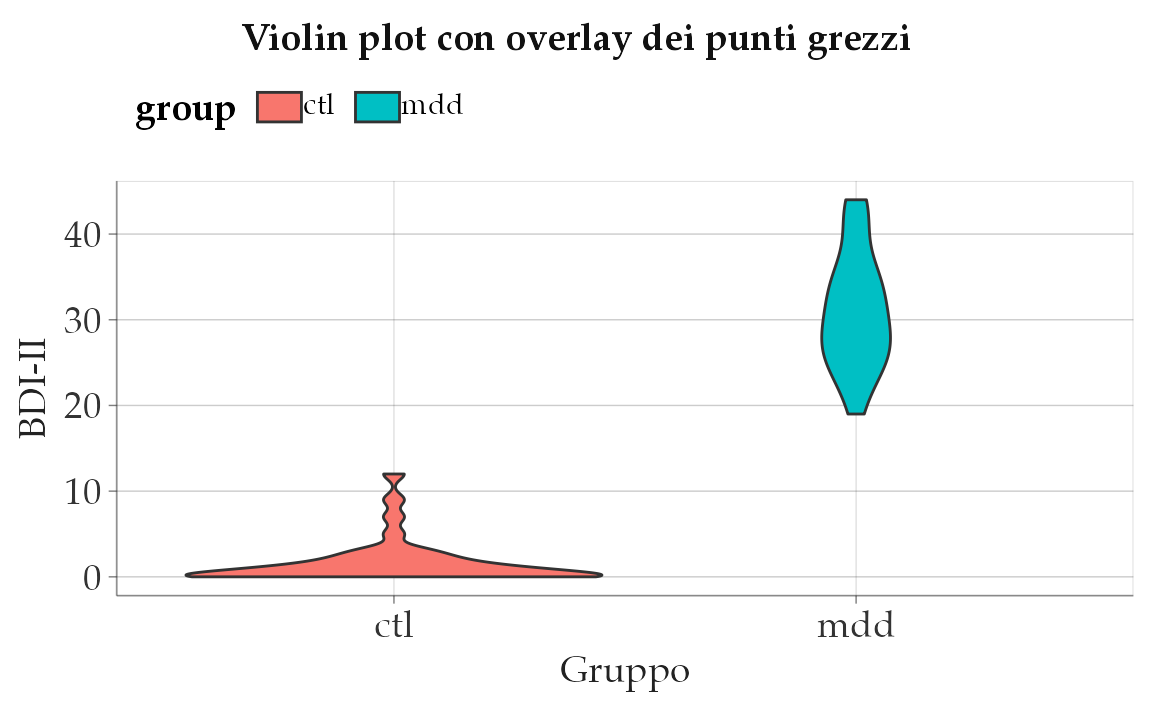 Violin plot con overlay dei punti grezzi
group ctl mdd
40
30
20
10
0
BDI-II
ctl mdd
Gruppo